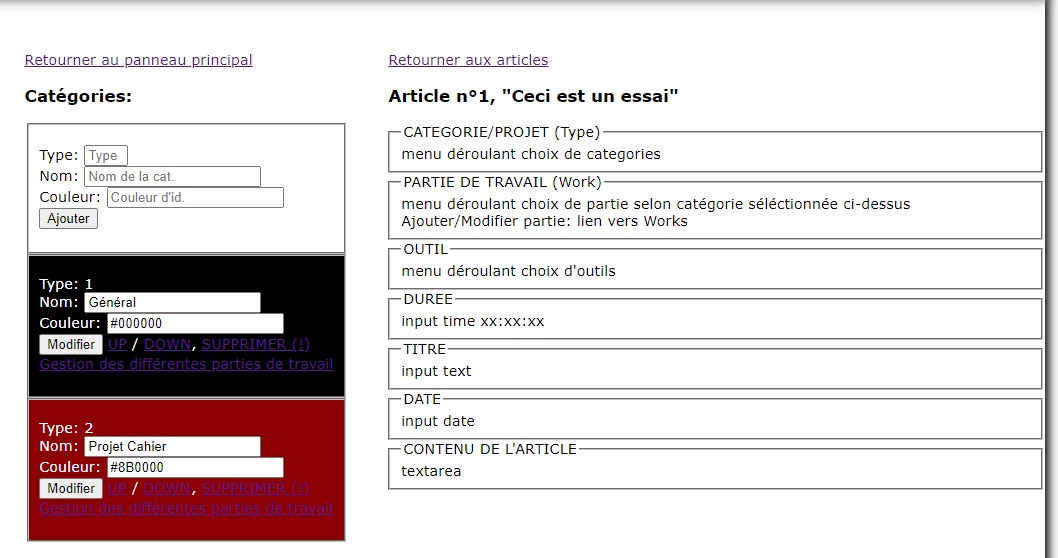 Retourner au panneau principal
Catégories:
Type: Type
Nom: Nom de la cat.
Couleur: Couleur d'id.
Ajouter
Type: 1
Nom: Général
Couleur: #000000
Modifier UP / DOWN, SUPPRIMER (!)
Gestion des différentes parties de travail
Type: 2
Nom: Projet Cahier
Couleur: #8B0000
Modifier UP / DOWN, SUPPRIMER (!)
Gestion des différentes parties de travail
Retourner aux articles
Article n°1, "Ceci est un essai"
CATEGORIE/PROJET (Type)
menu déroulant choix de categories
PARTIE DE TRAVAIL (Work)
menu déroulant choix de partie selon catégorie séléctionnée ci-dessus
Ajouter/Modifier partie: lien vers Works
OUTIL
menu déroulant choix d'outils
DUREE
input time xx:xx:xx
TITRE
input text
DATE
input date
CONTENU DE L'ARTICLE
textarea